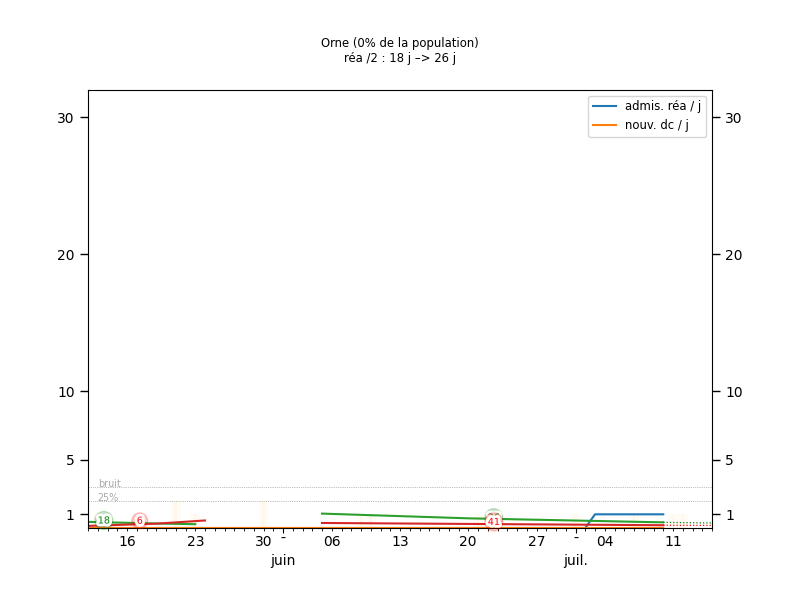 Orne (0% de la population)
réa /2 : 18 j –> 26 j
admis. réa / j
nouv. dc / j
30 30
20 20
10 10
5 5
bruit
25%
1 1
18 6 41
16 23 30 - 06 13 20 27 - 04 11
juin juil.